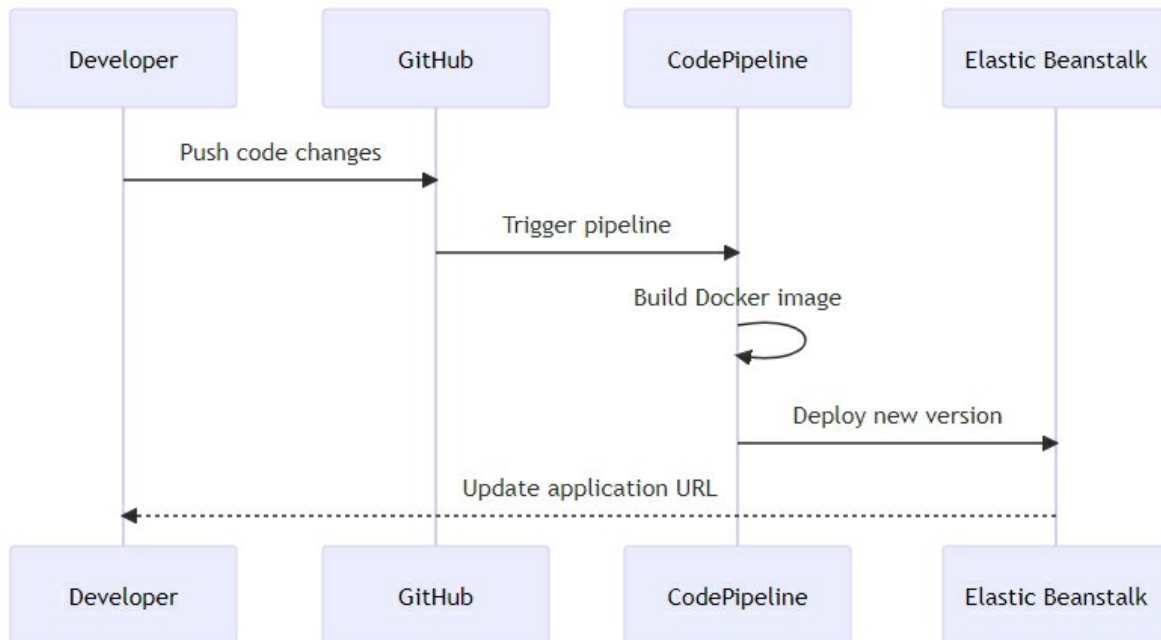 Developer
GitHub
CodePipeline
Elastic Beanstalk
Push code changes
Trigger pipeline
Build Docker image
Deploy new version
Update application URL
Developer
GitHub
CodePipeline
Elastic Beanstalk